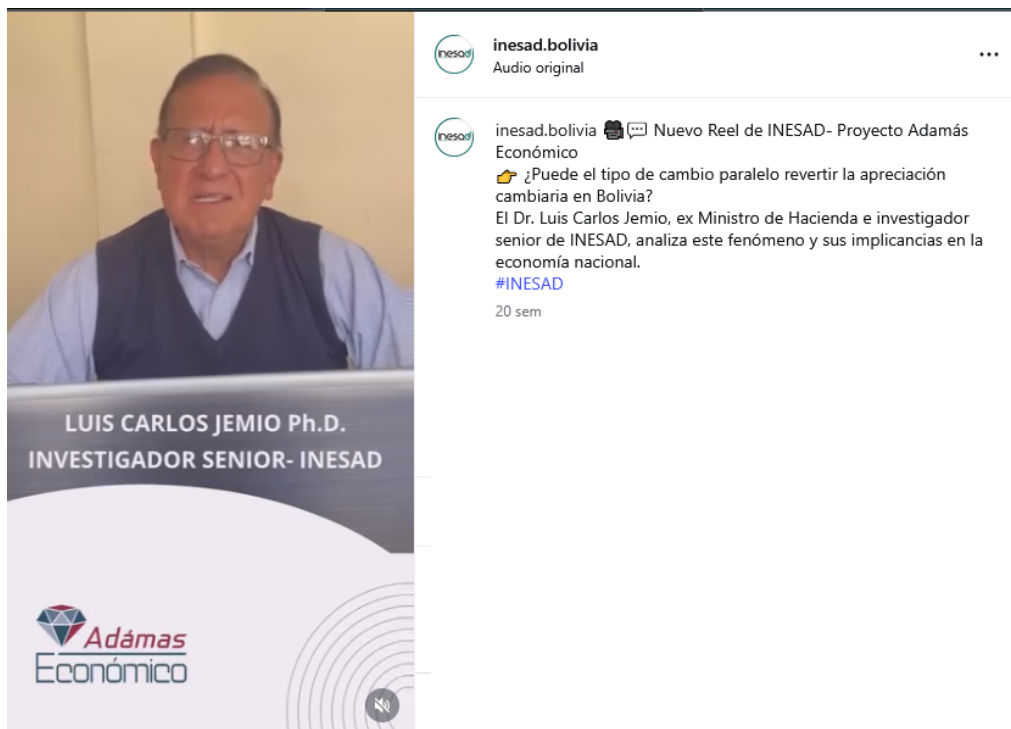 LUIS CARLOS JEMIO Ph.D.
INVESTIGADOR SENIOR- INESAD
Adámas
Económico
inesad
inesad.bolivia
Audio original
inesad
inesad.bolivia 🎥💬 Nuevo Reel de INESAD- Proyecto Adamás
Económico
👉 ¿Puede el tipo de cambio paralelo revertir la apreciación
cambiaria en Bolivia?
El Dr. Luis Carlos Jemio, ex Ministro de Hacienda e investigador
senior de INESAD, analiza este fenómeno y sus implicancias en la
economía nacional.
#INESAD
20 sem